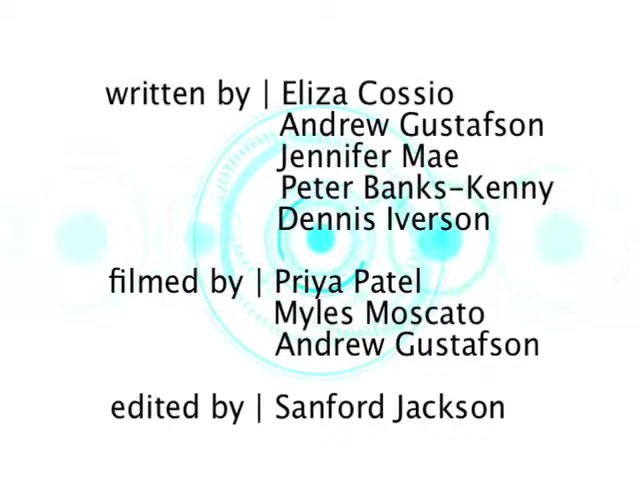 written by | Eliza Cossio
Andrew Gustafson
Jennifer Mae
Peter Banks-Kenny
Dennis Iverson
filmed by | Priya Patel
Myles Moscato
Andrew Gustafson
edited by | Sanford Jackson